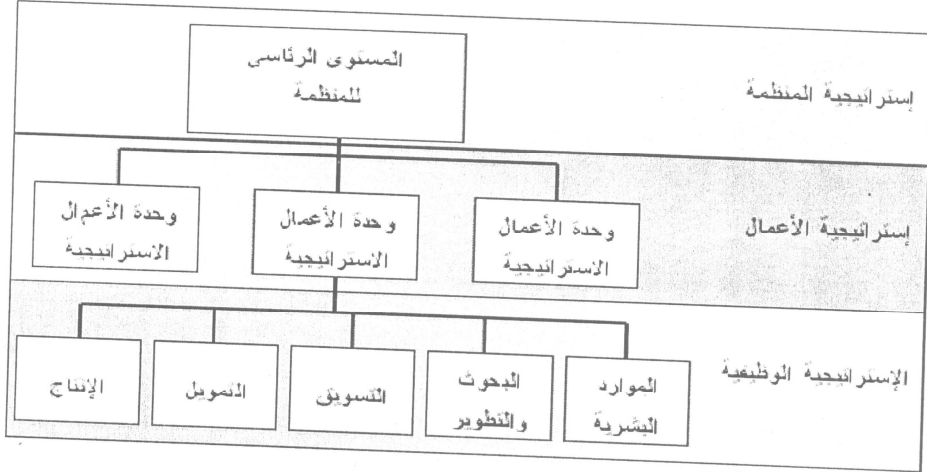 إستراتيجية المنظمة
المستوى الرئاسي
للمنظمة
إستراتيجية الأعمال
وحدة الأعمال
الاستراتيجية
وحدة الأعمال
الاستراتيجية
وحدة الأعمال
الاستراتيجية
الإستراتيجية الوظيفية
الموارد
البشرية
البحوث
والتطوير
التسويق
التمويل
الإنتاج